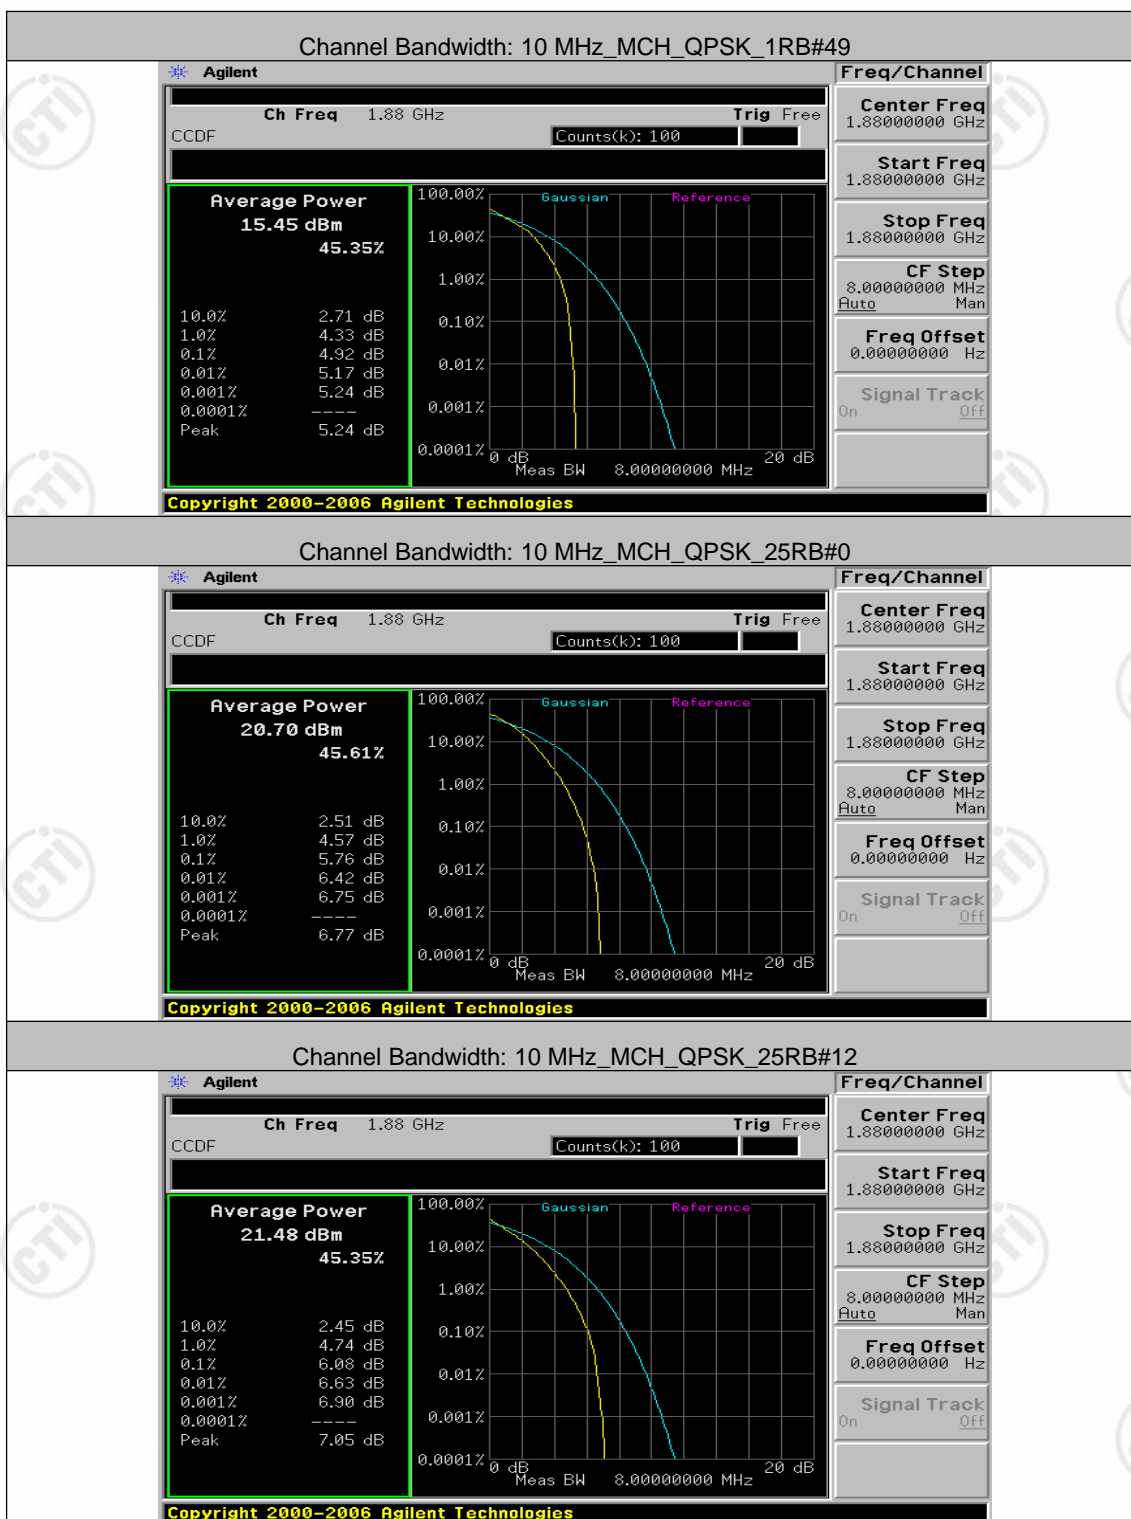 Channel Bandwidth: 10 MHz_MCH_QPSK_1RB#49
Agilent
Freq/Channel
Ch Freq 1.88 GHz
Trig Free
CCDF
Counts(k): 100
Average Power
15.45 dBm
45.35%
10.0% 2.71 dB
1.0% 4.33 dB
0.1% 4.92 dB
0.01% 5.17 dB
0.001% 5.24 dB
0.0001% ----
Peak 5.24 dB
100.00%
Gaussian
Reference
10.00%
1.00%
0.10%
0.01%
0.001%
0.0001%
0 dB
20 dB
Meas BW 8.00000000 MHz
Center Freq
1.88000000 GHz
Start Freq
1.88000000 GHz
Stop Freq
1.88000000 GHz
CF Step
8.00000000 MHz
Auto Man
Freq Offset
0.00000000 Hz
Signal Track
On Off
Copyright 2000-2006 Agilent Technologies
CTI
CTI
CTI
CTI
Channel Bandwidth: 10 MHz_MCH_QPSK_25RB#0
Agilent
Freq/Channel
Ch Freq 1.88 GHz
Trig Free
CCDF
Counts(k): 100
Average Power
20.70 dBm
45.61%
10.0% 2.51 dB
1.0% 4.57 dB
0.1% 5.76 dB
0.01% 6.42 dB
0.001% 6.75 dB
0.0001% ----
Peak 6.77 dB
100.00%
Gaussian
Reference
10.00%
1.00%
0.10%
0.01%
0.001%
0.0001%
0 dB
20 dB
Meas BW 8.00000000 MHz
Center Freq
1.88000000 GHz
Start Freq
1.88000000 GHz
Stop Freq
1.88000000 GHz
CF Step
8.00000000 MHz
Auto Man
Freq Offset
0.00000000 Hz
Signal Track
On Off
Copyright 2000-2006 Agilent Technologies
CTI
CTI
Channel Bandwidth: 10 MHz_MCH_QPSK_25RB#12
Agilent
Freq/Channel
Ch Freq 1.88 GHz
Trig Free
CCDF
Counts(k): 100
Average Power
21.48 dBm
45.35%
10.0% 2.45 dB
1.0% 4.74 dB
0.1% 6.08 dB
0.01% 6.63 dB
0.001% 6.90 dB
0.0001% ----
Peak 7.05 dB
100.00%
Gaussian
Reference
10.00%
1.00%
0.10%
0.01%
0.001%
0.0001%
0 dB
20 dB
Meas BW 8.00000000 MHz
Center Freq
1.88000000 GHz
Start Freq
1.88000000 GHz
Stop Freq
1.88000000 GHz
CF Step
8.00000000 MHz
Auto Man
Freq Offset
0.00000000 Hz
Signal Track
On Off
Copyright 2000-2006 Agilent Technologies
CTI
CTI